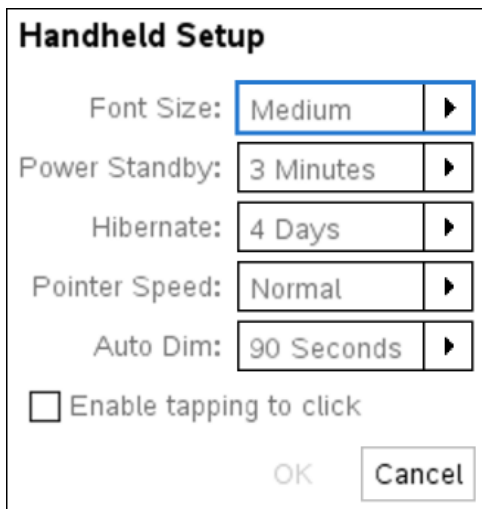 Handheld Setup
Font Size: Medium
Power Standby: 3 Minutes
Hibernate: 4 Days
Pointer Speed: Normal
Auto Dim: 90 Seconds
Enable tapping to click
OK Cancel